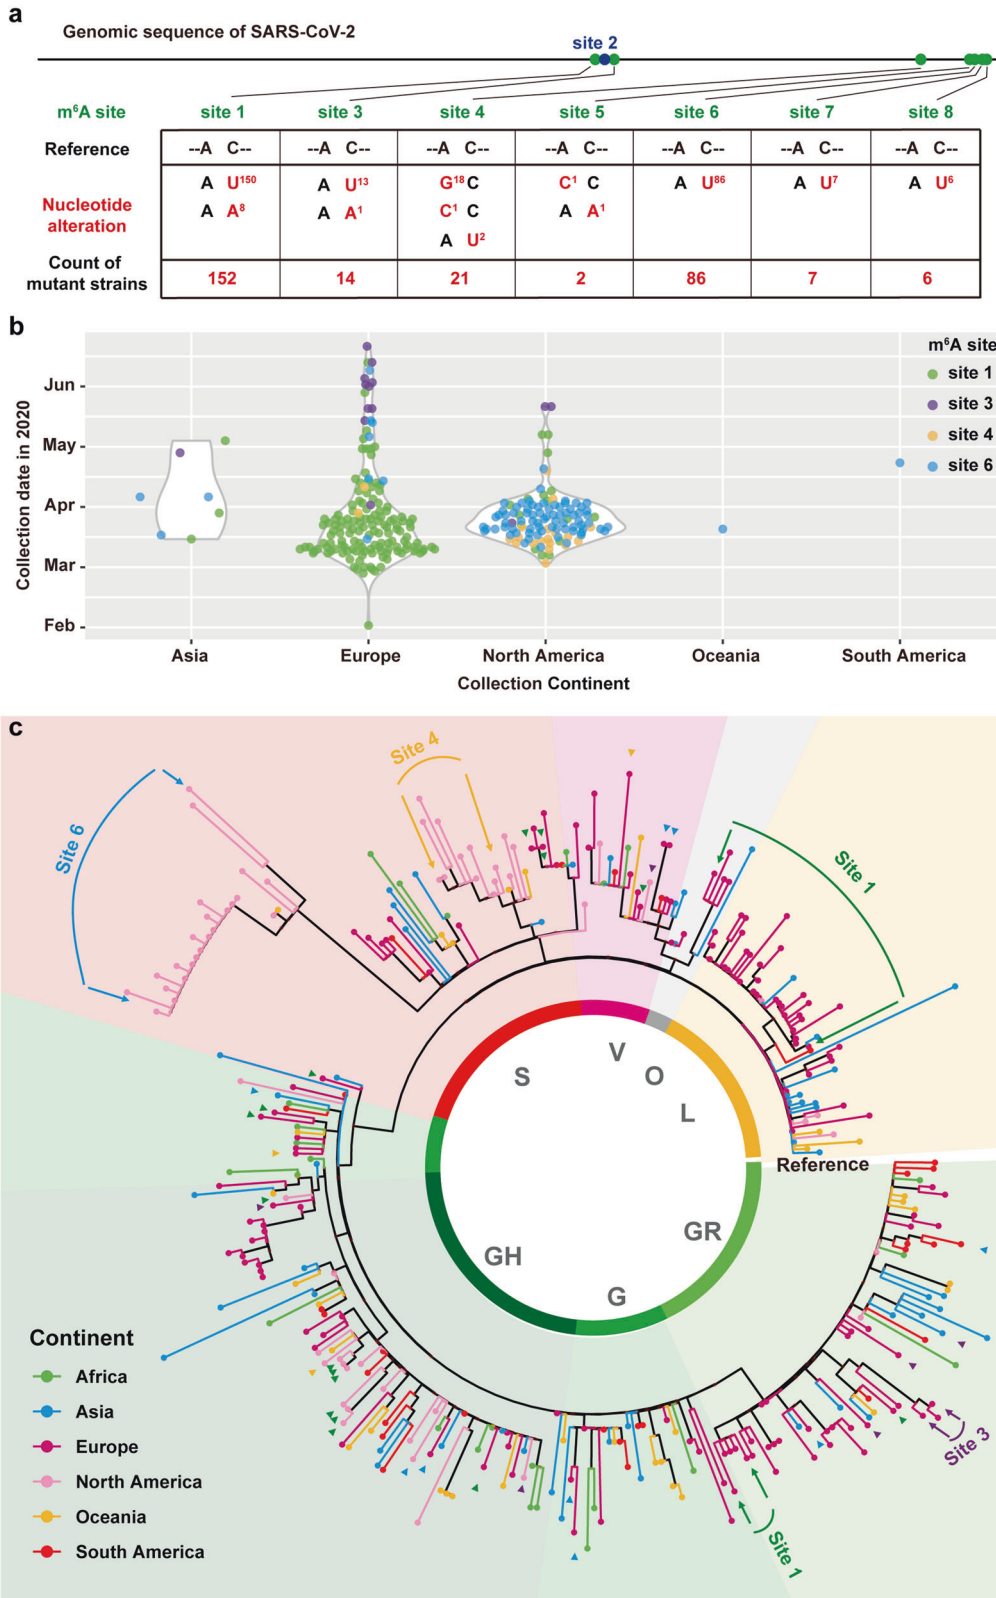 a
Genomic sequence of SARS-CoV-2
site 2
m⁶A site site 1 site 3 site 4 site 5 site 6 site 7 site 8
Reference --A C-- --A C-- --A C-- --A C-- --A C-- --A C-- --A C--
Nucleotide alteration
A U¹⁵⁰ A U¹³ G¹⁸ C C¹ C A U⁸⁶ A U⁷ A U⁶
A A⁸ A A¹ C¹ C A A¹
A U²
Count of mutant strains 152 14 21 2 86 7 6
b
m⁶A site
site 1
site 3
site 4
site 6
Collection date in 2020
Jun
May
Apr
Mar
Feb
Asia Europe North America Oceania South America
Collection Continent
c
Site 4
Site 6
Site 1
S
V
O
L
Reference
GR
GH
G
Site 3
Site 1
Continent
Africa
Asia
Europe
North America
Oceania
South America